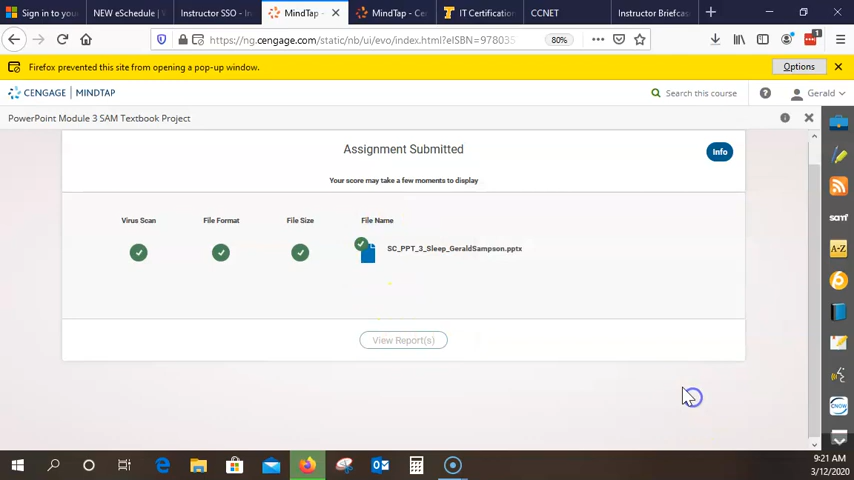 Sign in to your
NEW eSchedule | W
Instructor SSO - In
MindTap -
MindTap - Ce
IT Certification
CCNET
Instructor Briefcas
https://ng.cengage.com/static/nb/ui/evo/index.html?eISBN=978035
80%
1
Firefox prevented this site from opening a pop-up window.
Options
CENGAGE | MINDTAP
Search this course
Gerald
PowerPoint Module 3 SAM Textbook Project
Assignment Submitted
Info
Your score may take a few moments to display
Virus Scan
File Format
File Size
File Name
SC_PPT_3_Sleep_GeraldSampson.pptx
View Report(s)
sam
A-Z
CNOW
9:21 AM
3/12/2020